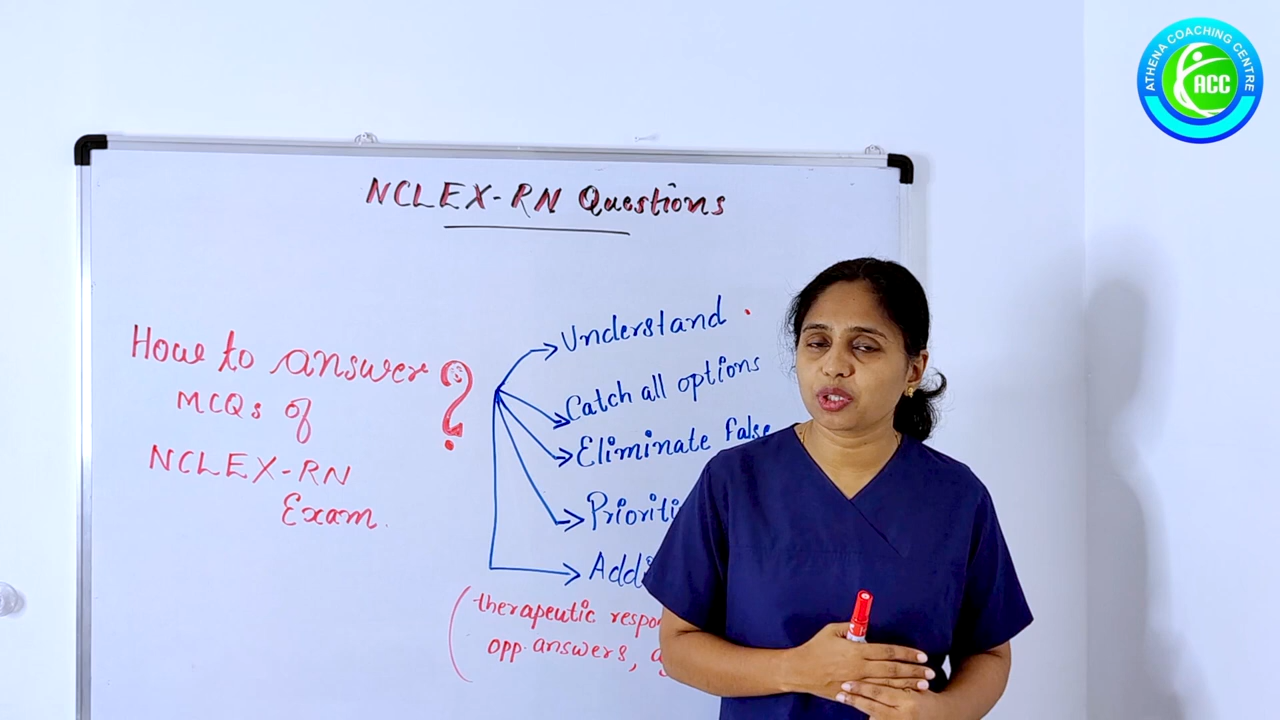 ATHENA COACHING CENTRE
ACC
NCLEX-RN Questions
How to answer ?
MCQs of
NCLEX-RN
Exam.
Understand
Catch all options
Eliminate false
(therapeutic
opp. answers,